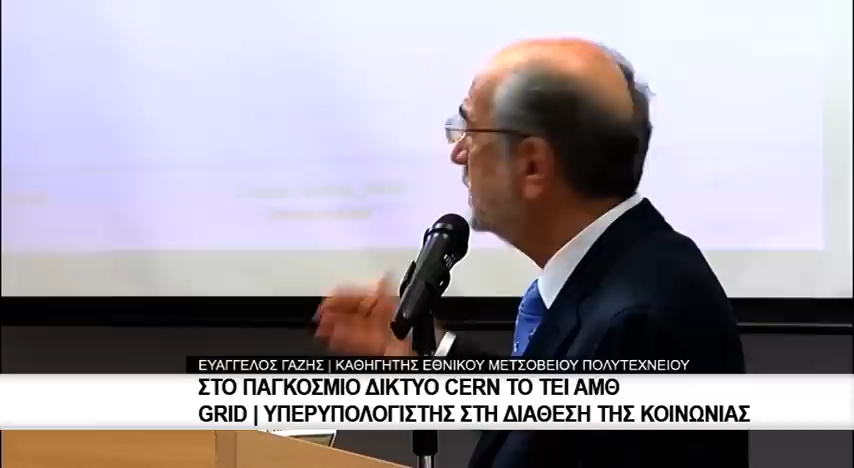 ΕΥΑΓΓΕΛΟΣ ΓΑΖΗΣ | ΚΑΘΗΓΗΤΗΣ ΕΘΝΙΚΟΥ ΜΕΤΣΟΒΕΙΟΥ ΠΟΛΥΤΕΧΝΕΙΟΥ
ΣΤΟ ΠΑΓΚΟΣΜΙΟ ΔΙΚΤΥΟ CERN ΤΟ ΤΕΙ ΑΜΘ
GRID | ΥΠΕΡΥΠΟΛΟΓΙΣΤΗΣ ΣΤΗ ΔΙΑΘΕΣΗ ΤΗΣ ΚΟΙΝΩΝΙΑΣ